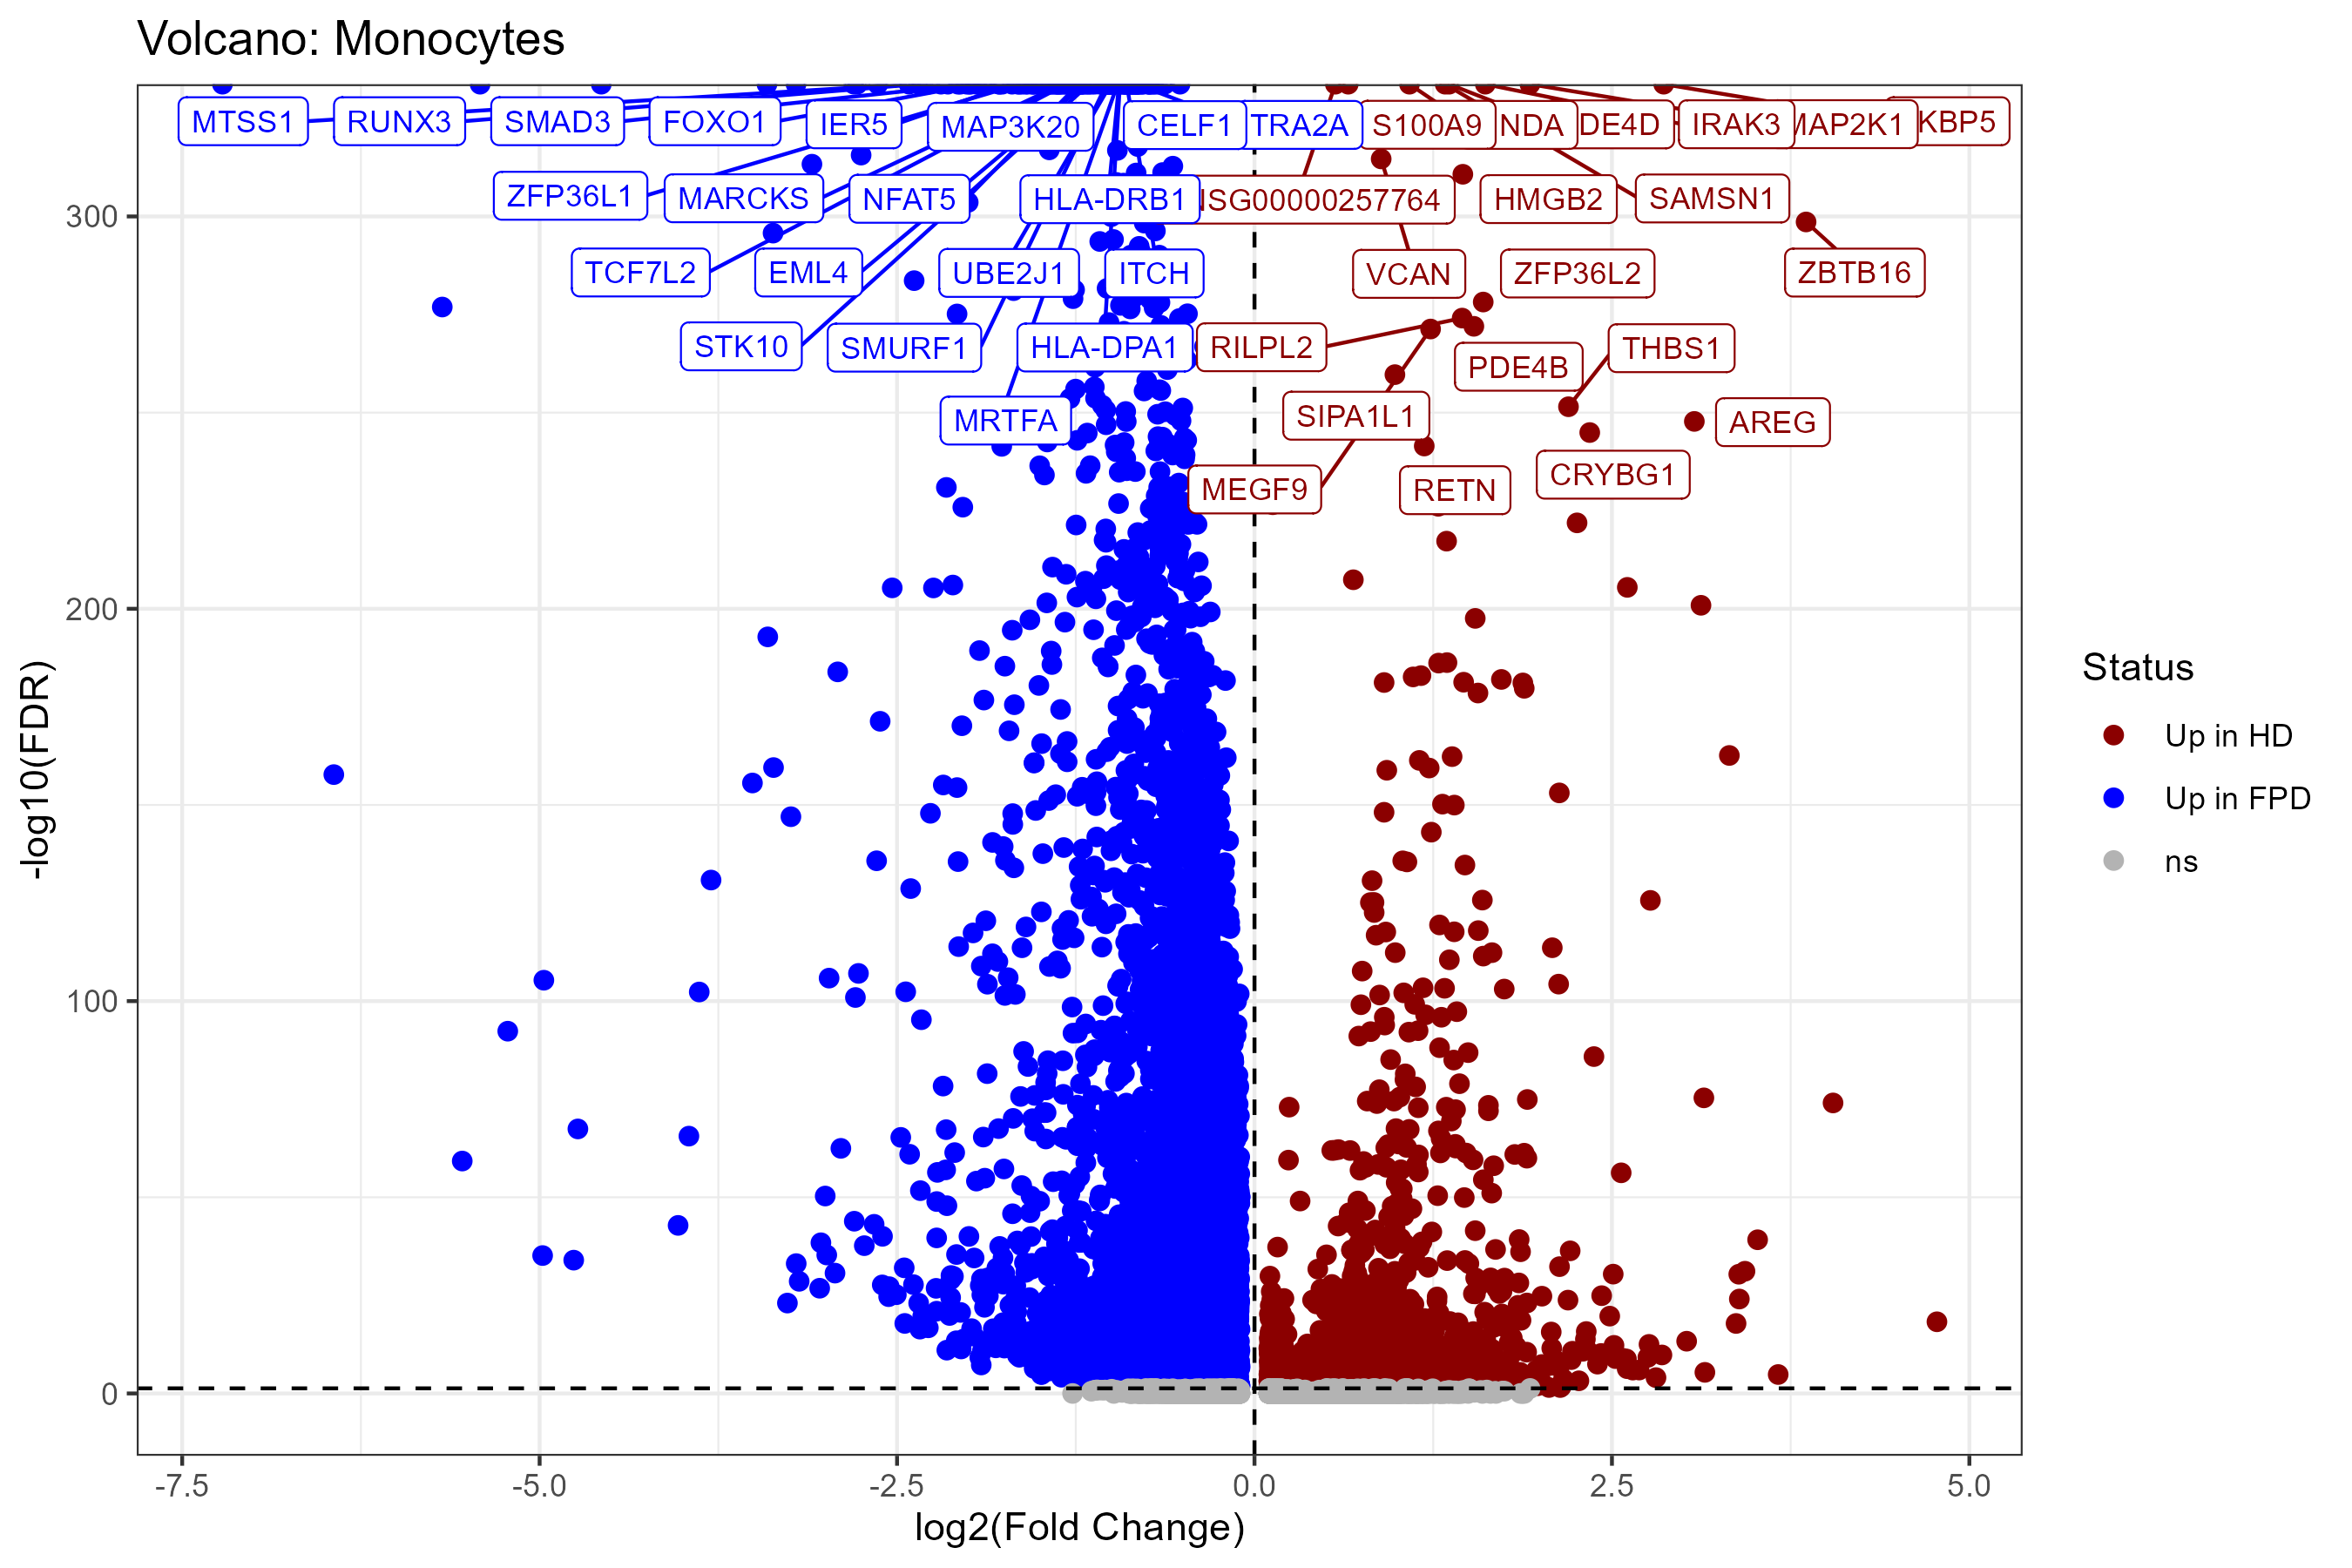 Volcano: Monocytes
MTSS1
RUNX3
SMAD3
FOXO1
IER5
MAP3K20
CELF1
TRA2A
S100A9
NDA
DE4D
IRAK3
MAP2K1
KBP5
ZFP36L1
MARCKS
NFAT5
HLA-DRB1
NSG00000257764
HMGB2
SAMSN1
TCF7L2
EML4
UBE2J1
ITCH
VCAN
ZFP36L2
ZBTB16
STK10
SMURF1
HLA-DPA1
RILPL2
PDE4B
THBS1
MRTFA
SIPA1L1
AREG
MEGF9
RETN
CRYBG1
300
200
100
0
-log10(FDR)
-7.5
-5.0
-2.5
0.0
2.5
5.0
log2(Fold Change)
Status
Up in HD
Up in FPD
ns